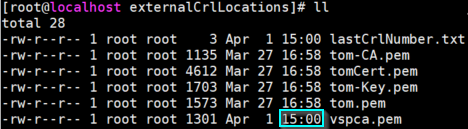 [root@localhost externalCrlLocations]# ll
total 28
-rw-r--r-- 1 root root    3 Apr  1 15:00 lastCrlNumber.txt
-rw-r--r-- 1 root root 1135 Mar 27 16:58 tom-CA.pem
-rw-r--r-- 1 root root 4612 Mar 27 16:58 tomCert.pem
-rw-r--r-- 1 root root 1703 Mar 27 16:58 tom-Key.pem
-rw-r--r-- 1 root root 1573 Mar 27 16:58 tom.pem
-rw-r--r-- 1 root root 1301 Apr  1 15:00 vspca.pem